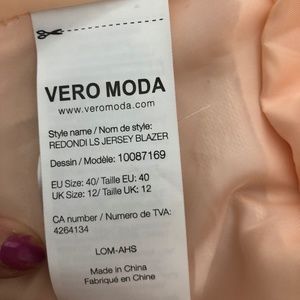 VERO MODA
www.veromoda.com
Style name / Nom de style:
REDONDI LS JERSEY BLAZER
Dessin / Modèle: 10087169
EU Size: 40/ Taille EU: 40
UK Size: 12/ Taille UK: 12
CA number / Numero de TVA:
4264134
LOM-AHS
Made in China
Fabriqué en Chine